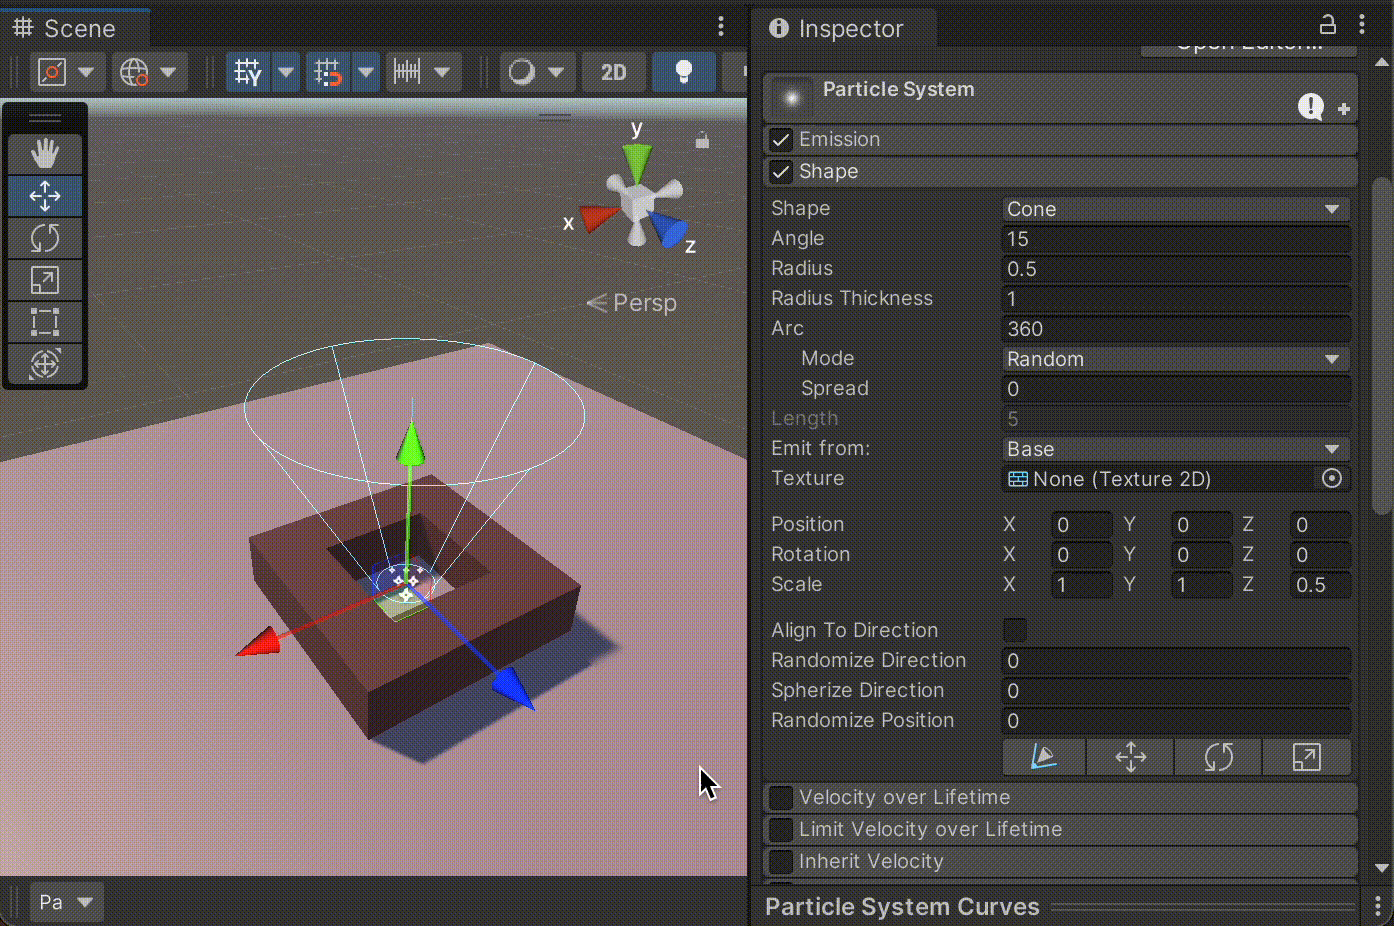 Scene
2D
y
x
z
Persp
Pa
Inspector
Open Editor...
Particle System
Emission
Shape
Shape Cone
Angle 15
Radius 0.5
Radius Thickness 1
Arc 360
Mode Random
Spread 0
Length 5
Emit from: Base
Texture None (Texture 2D)
Position X 0 Y 0 Z 0
Rotation X 0 Y 0 Z 0
Scale X 1 Y 1 Z 0.5
Align To Direction
Randomize Direction 0
Spherize Direction 0
Randomize Position 0
Velocity over Lifetime
Limit Velocity over Lifetime
Inherit Velocity
Particle System Curves